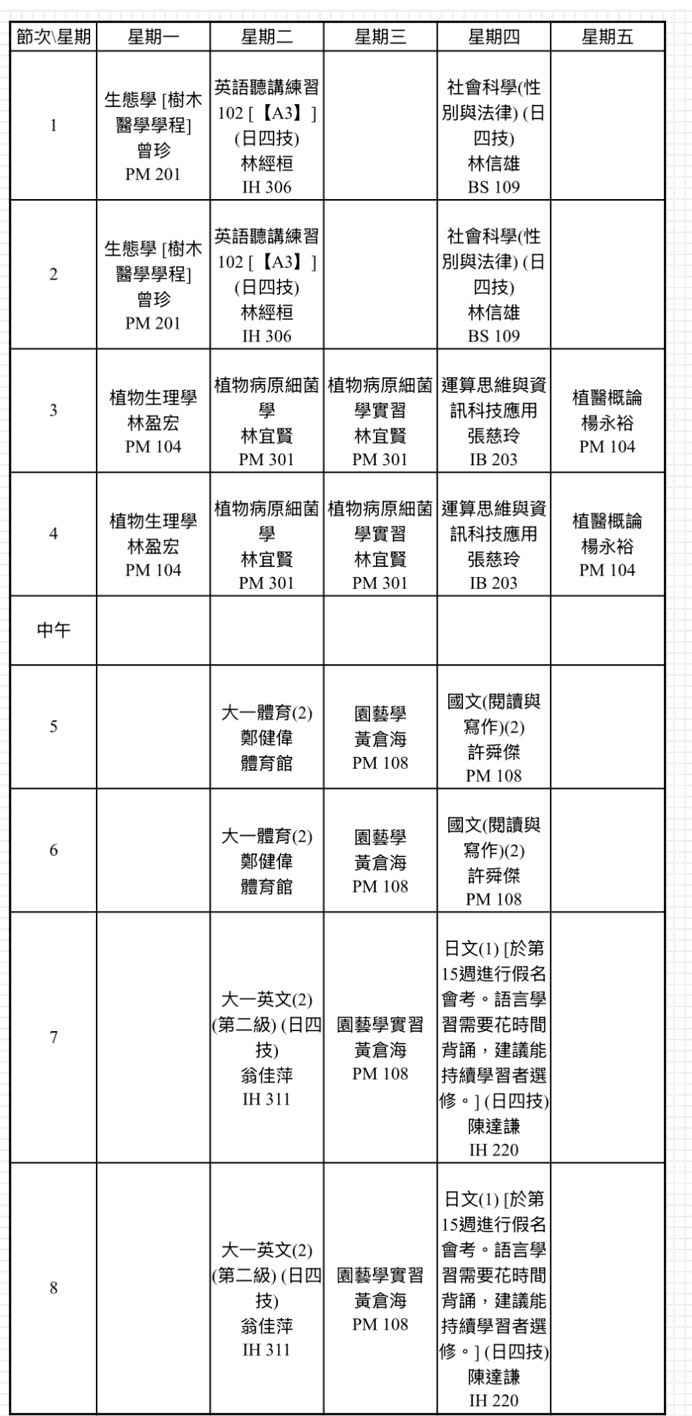 節次\星期 星期一 星期二 星期三 星期四 星期五
1
生態學 [樹木
醫學學程]
曾珍
PM 201
英語聽講練習
102 [【A3】]
(日四技)
林經桓
IH 306
社會科學(性
別與法律) (日
四技)
林信雄
BS 109
2
生態學 [樹木
醫學學程]
曾珍
PM 201
英語聽講練習
102 [【A3】]
(日四技)
林經桓
IH 306
社會科學(性
別與法律) (日
四技)
林信雄
BS 109
3
植物生理學
林盈宏
PM 104
植物病原細菌
學
林宜賢
PM 301
植物病原細菌
學實習
林宜賢
PM 301
運算思維與資
訊科技應用
張慈玲
IB 203
植醫概論
楊永裕
PM 104
4
植物生理學
林盈宏
PM 104
植物病原細菌
學
林宜賢
PM 301
植物病原細菌
學實習
林宜賢
PM 301
運算思維與資
訊科技應用
張慈玲
IB 203
植醫概論
楊永裕
PM 104
中午
5
大一體育(2)
鄭健偉
體育館
園藝學
黃倉海
PM 108
國文(閱讀與
寫作)(2)
許舜傑
PM 108
6
大一體育(2)
鄭健偉
體育館
園藝學
黃倉海
PM 108
國文(閱讀與
寫作)(2)
許舜傑
PM 108
7
大一英文(2)
(第二級) (日四
技)
翁佳萍
IH 311
園藝學實習
黃倉海
PM 108
日文(1) [於第
15週進行假名
會考。語言學
習需要花時間
背誦，建議能
持續學習者選
修。] (日四技)
陳達謙
IH 220
8
大一英文(2)
(第二級) (日四
技)
翁佳萍
IH 311
園藝學實習
黃倉海
PM 108
日文(1) [於第
15週進行假名
會考。語言學
習需要花時間
背誦，建議能
持續學習者選
修。] (日四技)
陳達謙
IH 220